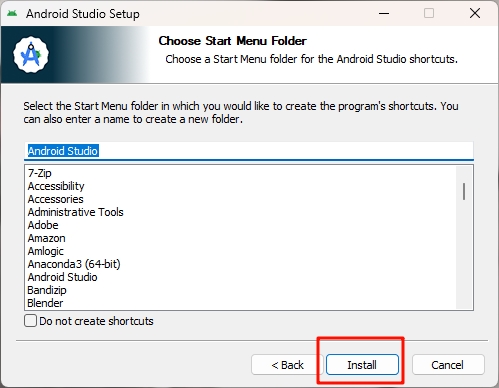 Android Studio Setup
Choose Start Menu Folder
Choose a Start Menu folder for the Android Studio shortcuts.
Select the Start Menu folder in which you would like to create the program's shortcuts. You
can also enter a name to create a new folder.
Android Studio
7-Zip
Accessibility
Accessories
Administrative Tools
Adobe
Amazon
Amlogic
Anaconda3 (64-bit)
Android Studio
Bandizip
Blender
Do not create shortcuts
< Back
Install
Cancel